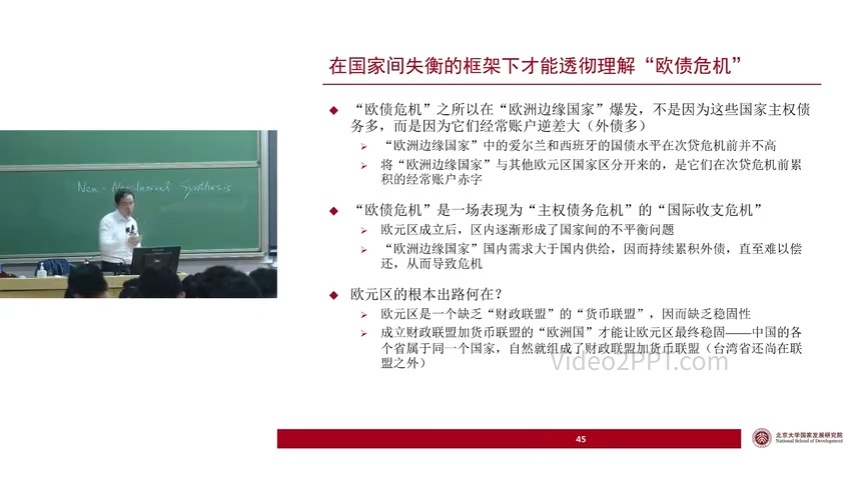 在国家间失衡的框架下才能透彻理解“欧债危机”
“欧债危机”之所以在“欧洲边缘国家”爆发，不是因为这些国家主权债
务多，而是因为它们经常账户逆差大（外债多）
“欧洲边缘国家”中的爱尔兰和西班牙的国债水平在次贷危机前并不高
将“欧洲边缘国家”与其他欧元区国家区分开来的，是它们在次贷危机前累
积的经常账户赤字
“欧债危机”是一场表现为“主权债务危机”的“国际收支危机”
欧元区成立后，区内逐渐形成了国家间的不平衡问题
“欧洲边缘国家”国内需求大于国内供给，因而持续累积外债，直至难以偿
还，从而导致危机
欧元区的根本出路何在？
欧元区是一个缺乏“财政联盟”的“货币联盟”，因而缺乏稳固性
成立财政联盟加货币联盟的“欧洲国”才能让欧元区最终稳固——中国的各
个省属于同一个国家，自然就组成了财政联盟加货币联盟（台湾省还尚在联
盟之外）
Video2PPT.com
New-Neoclassical Synthesis
45
北京大学国家发展研究院
National School of Development